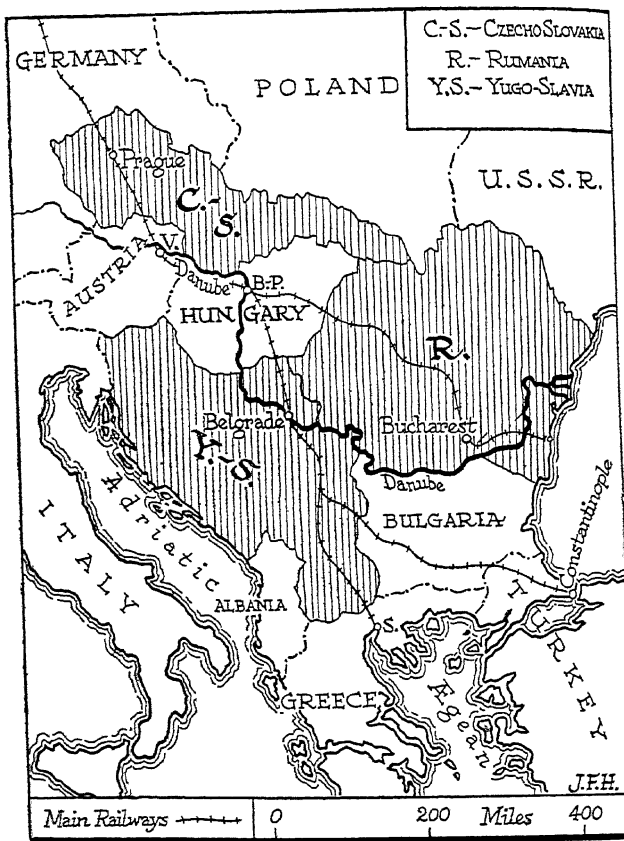 C.-S.-CZECHOSLOVAKIA
R.-RUMANIA
Y.S.-YUGO-SLAVIA
GERMANY
POLAND
U.S.S.R.
Prague
C.-
S.
V.
AUSTRIA
Danube
B.-P.
HUNGARY
R.
Belgrade
Bucharest
Y.-S.
Danube
BULGARIA
Constantinople
Adriatic
ITALY
ALBANIA
S.
TURKEY
GREECE
Ægean
J.F.H.
Main Railways
0 200 Miles 400